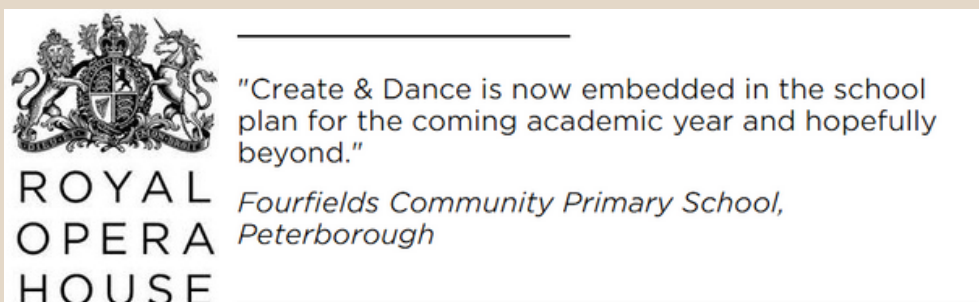 ROYAL
OPERA
HOUSE
"Create & Dance is now embedded in the school
plan for the coming academic year and hopefully
beyond."
Fourfields Community Primary School,
Peterborough